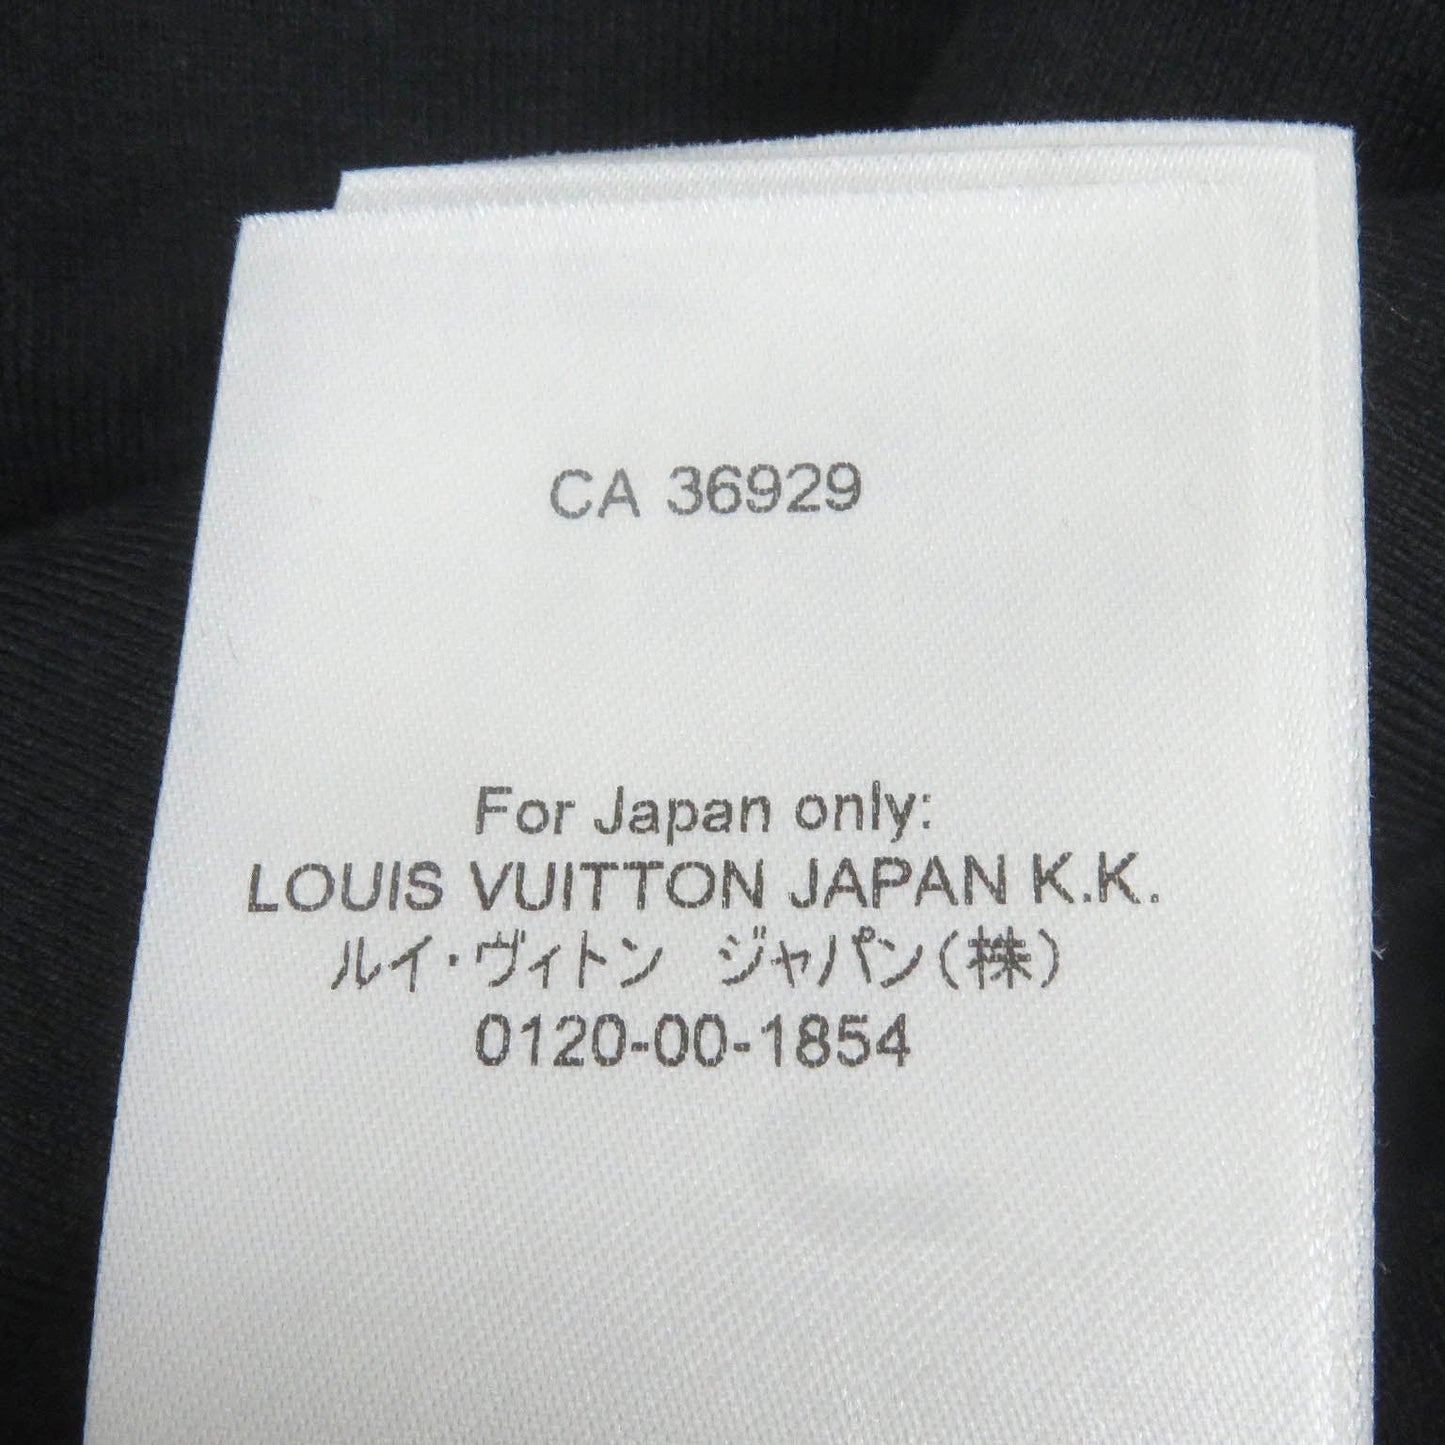 CA 36929
For Japan only:
LOUIS VUITTON JAPAN K.K.
ルイ・ヴィトン　ジャパン(株)
0120-00-1854